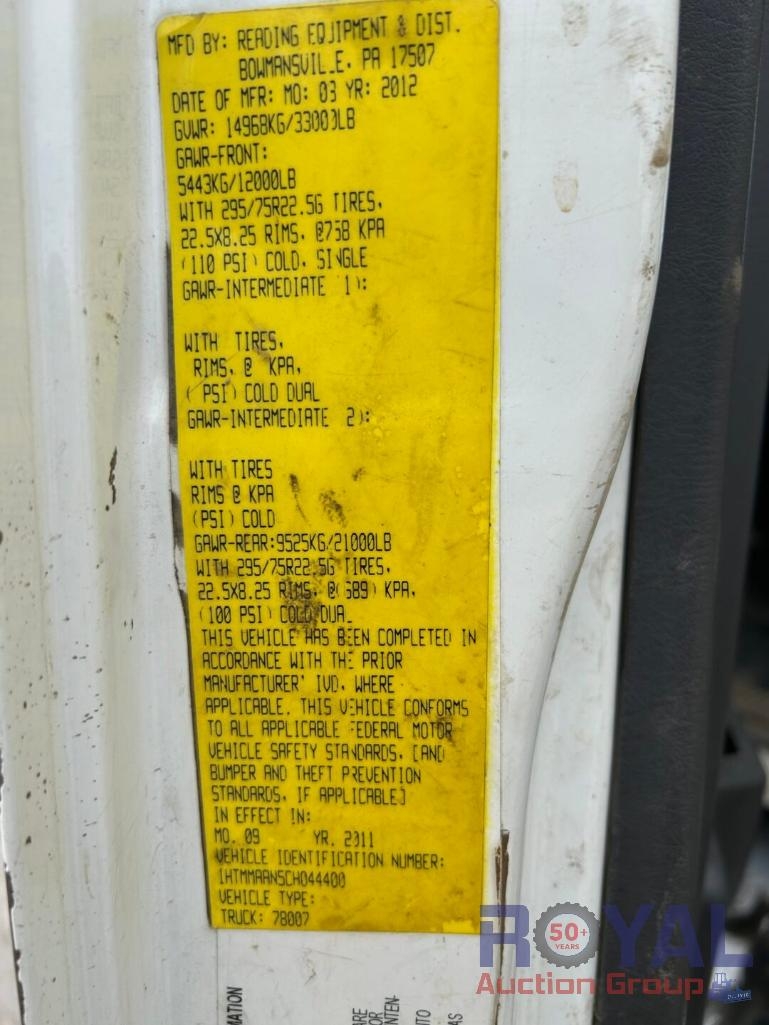 MFD BY: READING EQUIPMENT & DIST.
BOWMANSVILLE, PA 17507
DATE OF MFR: MO: 03 YR: 2012
GVWR: 14968KG/33000LB
GAWR-FRONT:
5443KG/12000LB
WITH 295/75R22.5G TIRES,
22.5X8.25 RIMS, @758 KPA
(110 PSI) COLD, SINGLE
GAWR-INTERMEDIATE 1):
WITH TIRES,
RIMS, @ KPA,
( PSI) COLD DUAL
GAWR-INTERMEDIATE 2):
WITH TIRES
RIMS @ KPA
(PSI) COLD
GAWR-REAR:9525KG/21000LB
WITH 295/75R22.5G TIRES,
22.5X8.25 RIMS, @(689) KPA,
(100 PSI) COLD DUAL
THIS VEHICLE HAS BEEN COMPLETED IN
ACCORDANCE WITH THE PRIOR
MANUFACTURER' IVD, WHERE
APPLICABLE. THIS VEHICLE CONFORMS
TO ALL APPLICABLE FEDERAL MOTOR
VEHICLE SAFETY STANDARDS, [AND
BUMPER AND THEFT PREVENTION
STANDARDS, IF APPLICABLE]
IN EFFECT IN:
MO. 09 YR. 2011
VEHICLE IDENTIFICATION NUMBER:
1HTMMAAN5CH044400
VEHICLE TYPE:
TRUCK: 78007
ROYAL
50+
YEARS
Auction Group